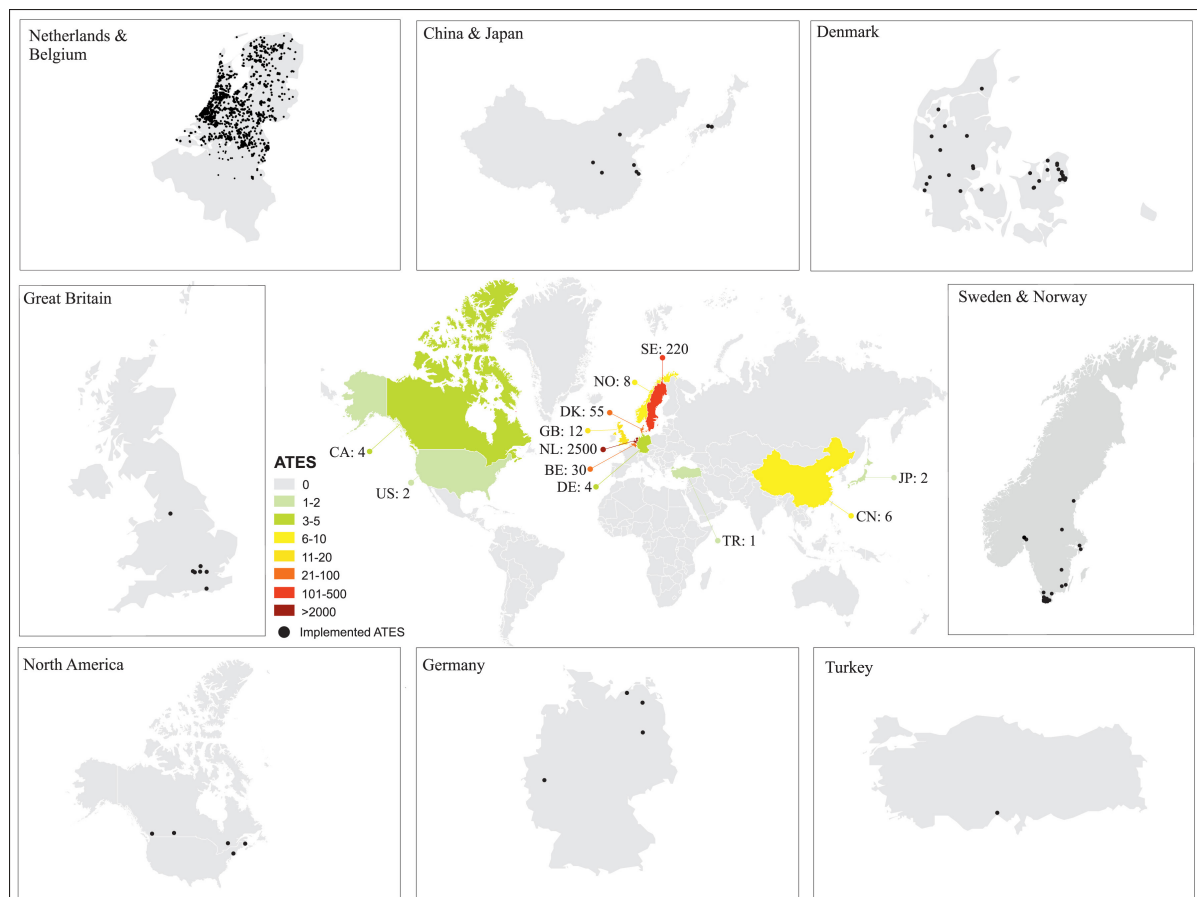 Netherlands &
Belgium
China & Japan
Denmark
Great Britain
Sweden & Norway
SE: 220
NO: 8
DK: 55
GB: 12
NL: 2500
BE: 30
DE: 4
CA: 4
US: 2
JP: 2
CN: 6
TR: 1
ATES
0
1-2
3-5
6-10
11-20
21-100
101-500
>2000
Implemented ATES
North America
Germany
Turkey